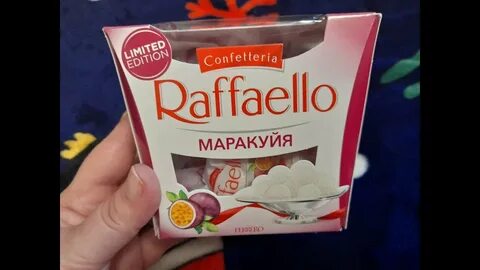 LIMITED
EDITION
Confetteria
Raffaello
МАРАКУЙЯ
FERRERO